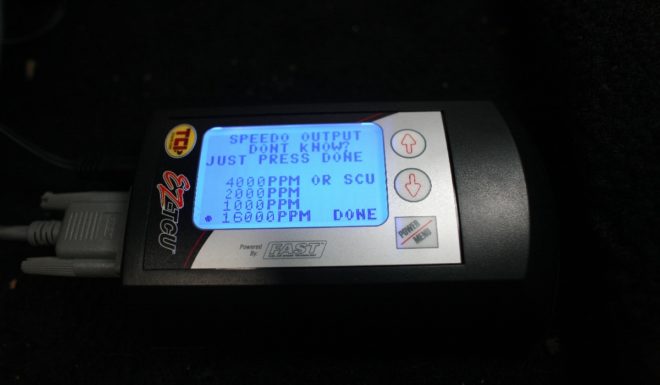 TCI
EZ-TCU
SPEEDO OUTPUT
DONT KNOW?
JUST PRESS DONE
4000PPM OR SCU
2000PPM
1000PPM
● 16000PPM DONE
Powered
By:
FAST
POWER
MENU